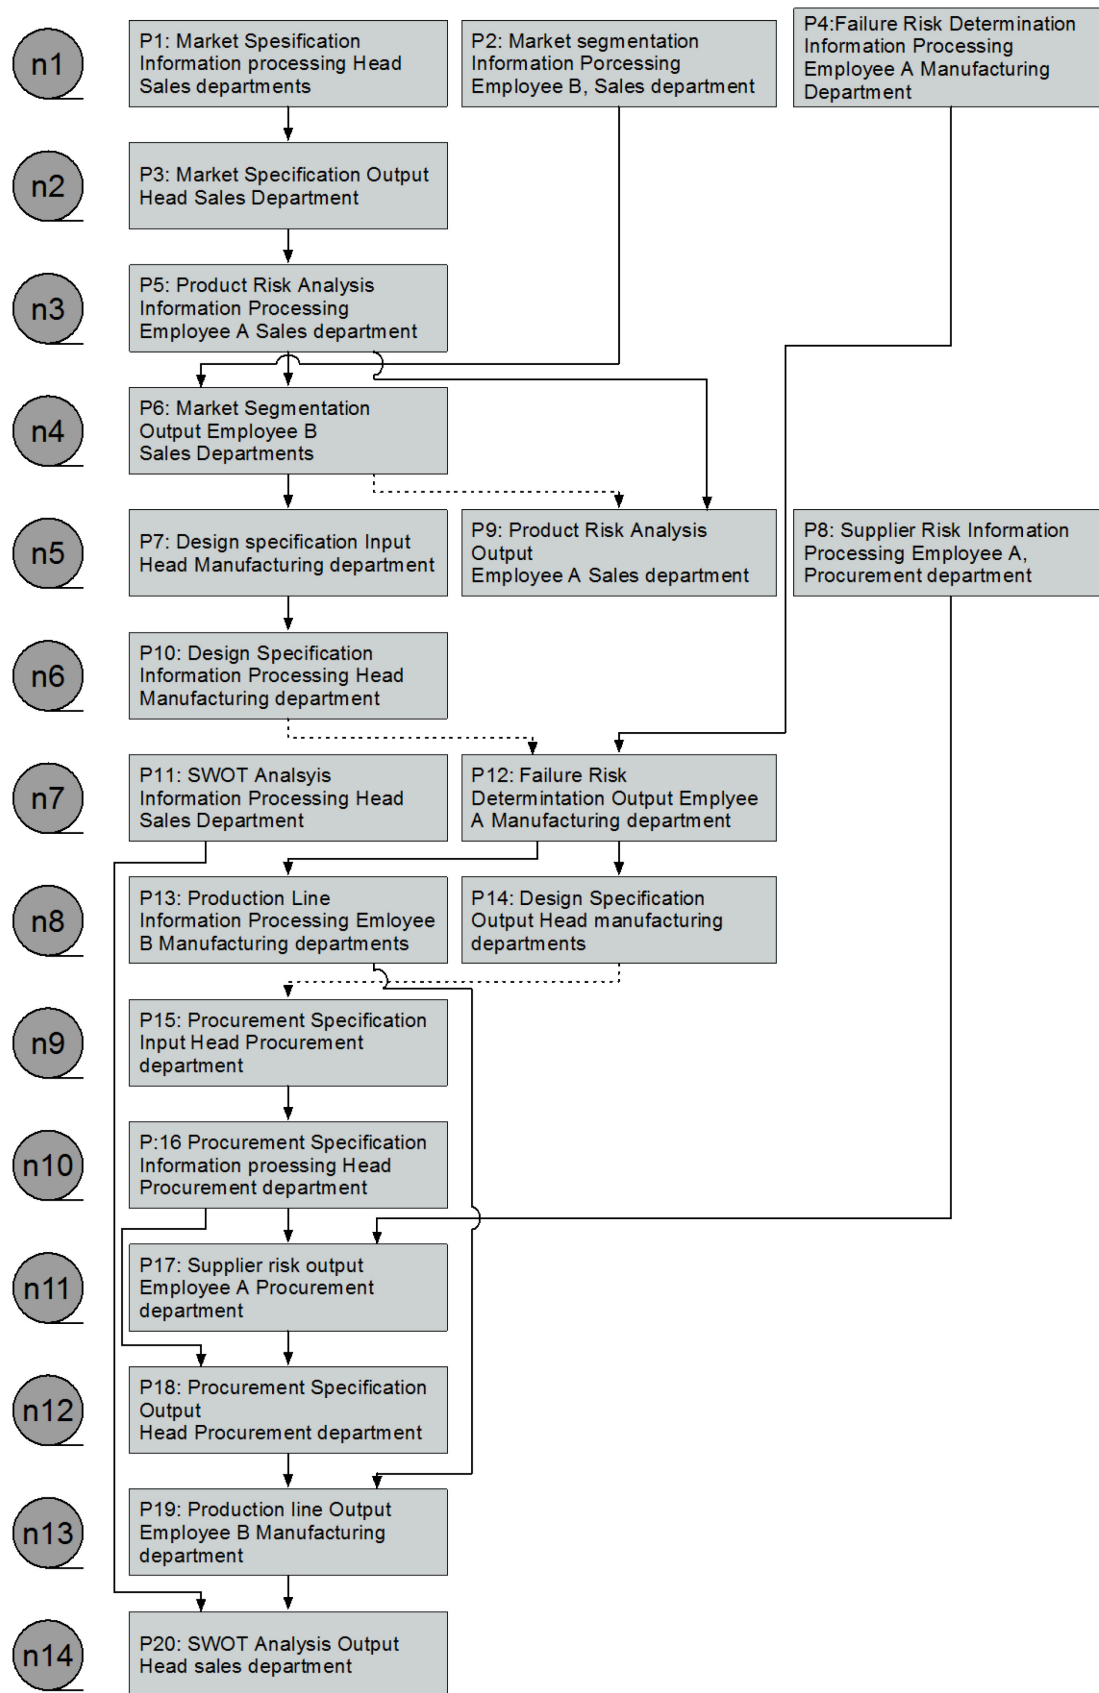 n1
P1: Market Spesification
Information processing Head
Sales departments
P2: Market segmentation
Information Porcessing
Employee B, Sales department
P4:Failure Risk Determination
Information Processing
Employee A Manufacturing
Department
n2
P3: Market Specification Output
Head Sales Department
n3
P5: Product Risk Analysis
Information Processing
Employee A Sales department
n4
P6: Market Segmentation
Output Employee B
Sales Departments
n5
P7: Design specification Input
Head Manufacturing department
P9: Product Risk Analysis
Output
Employee A Sales department
P8: Supplier Risk Information
Processing Employee A,
Procurement department
n6
P10: Design Specification
Information Processing Head
Manufacturing department
n7
P11: SWOT Analsyis
Information Processing Head
Sales Department
P12: Failure Risk
Determintation Output Emplyee
A Manufacturing department
n8
P13: Production Line
Information Processing Emloyee
B Manufacturing departments
P14: Design Specification
Output Head manufacturing
departments
n9
P15: Procurement Specification
Input Head Procurement
department
n10
P:16 Procurement Specification
Information proessing Head
Procurement department
n11
P17: Supplier risk output
Employee A Procurement
department
n12
P18: Procurement Specification
Output
Head Procurement department
n13
P19: Production line Output
Employee B Manufacturing
department
n14
P20: SWOT Analysis Output
Head sales department